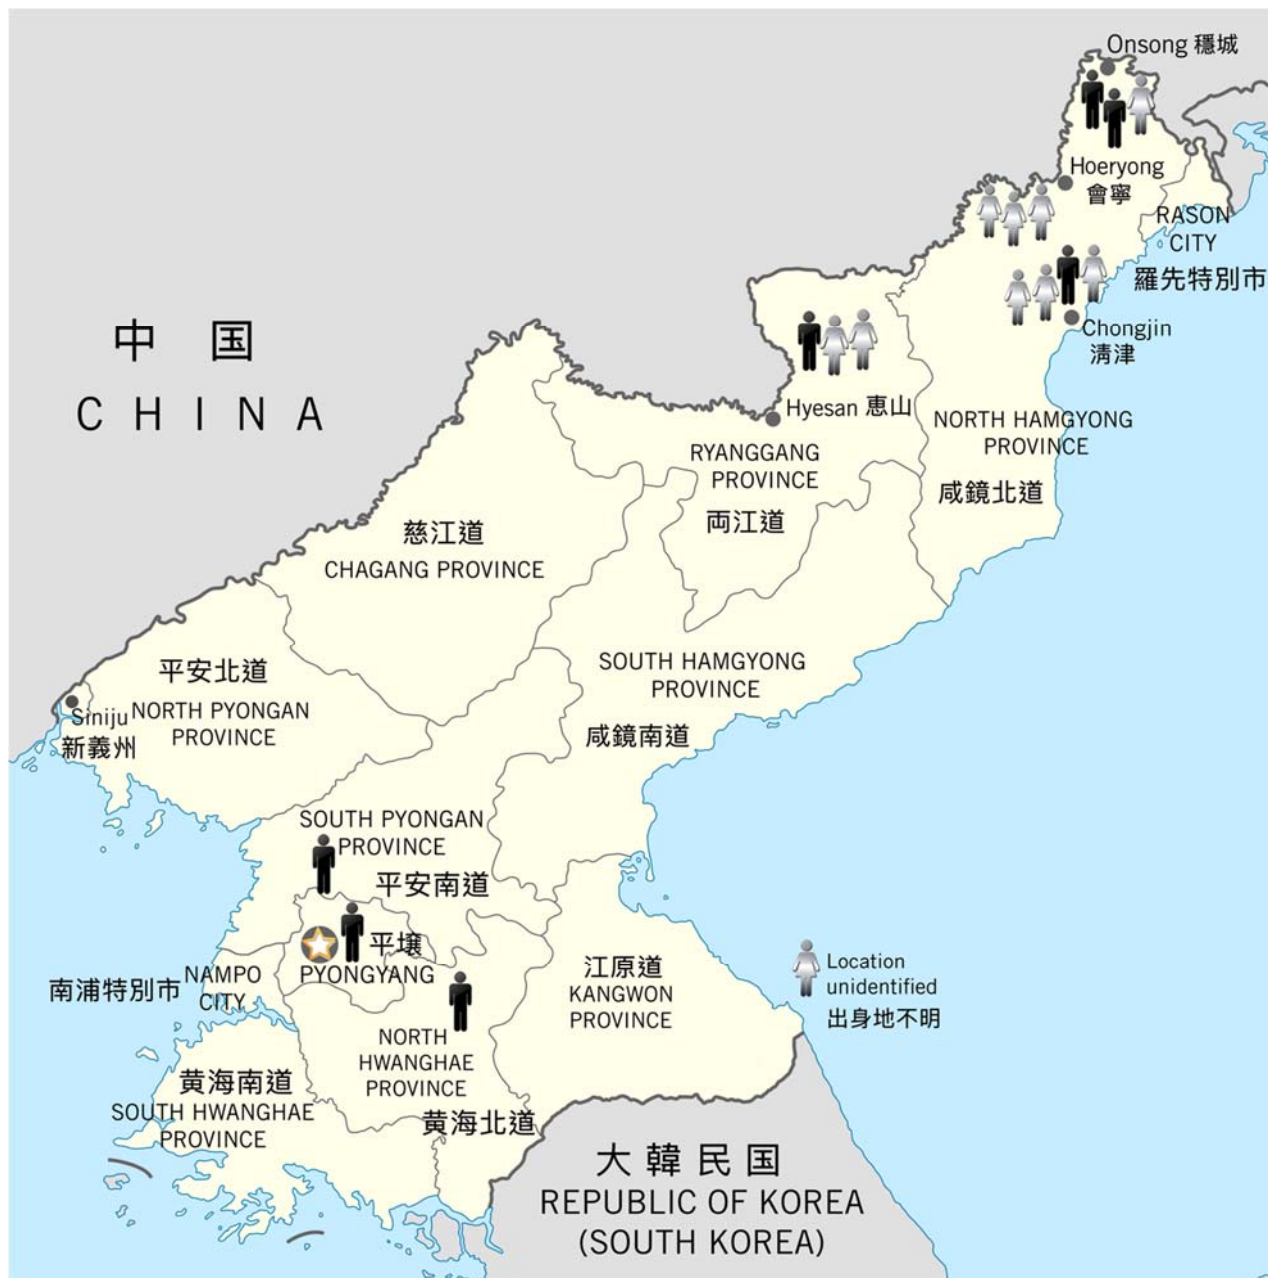 Onsong 穩城
Hoeryong
會寧
RASON
CITY
羅先特別市
Chongjin
淸津
中 国
CHINA
Hyesan 恵山
NORTH HAMGYONG
PROVINCE
咸鏡北道
RYANGGANG
PROVINCE
両江道
慈江道
CHAGANG PROVINCE
平安北道
NORTH PYONGAN
PROVINCE
Siniju
新義州
SOUTH HAMGYONG
PROVINCE
咸鏡南道
SOUTH PYONGAN
PROVINCE
平安南道
平壌
PYONGYANG
南浦特別市
NAMPO
CITY
江原道
KANGWON
PROVINCE
Location
unidentified
出身地不明
NORTH
HWANGHAE
PROVINCE
黄海北道
黄海南道
SOUTH HWANGHAE
PROVINCE
大韓民国
REPUBLIC OF KOREA
(SOUTH KOREA)